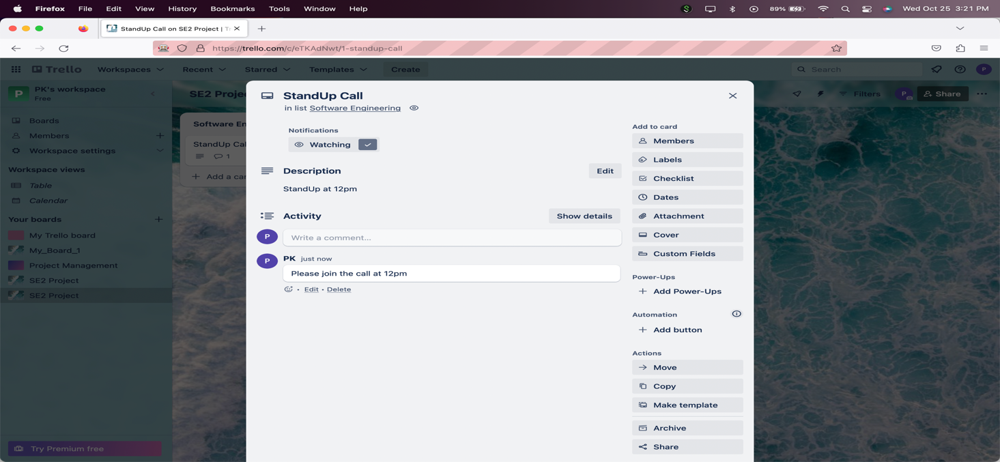 Firefox File Edit View History Bookmarks Tools Window Help 89% Wed Oct 25 3:21 PM
StandUp Call on SE2 Project | Tr
https://trello.com/c/eTKAdNwt/1-standup-call
Trello Workspaces Recent Starred Templates Create Search P
P PK's workspace
Free
Boards
Members
Workspace settings
Workspace views
Table
Calendar
Your boards
My Trello board
My_Board_1
Project Management
SE2 Project
SE2 Project
Try Premium free
SE2 Proje
Filters P Share
Software En
StandUp Cal
1
Add a car
StandUp Call
in list Software Engineering
Notifications
Watching
Description Edit
StandUp at 12pm
Activity Show details
P Write a comment...
P PK just now
Please join the call at 12pm
• Edit • Delete
Add to card
Members
Labels
Checklist
Dates
Attachment
Cover
Custom Fields
Power-Ups
Add Power-Ups
Automation
Add button
Actions
Move
Copy
Make template
Archive
Share